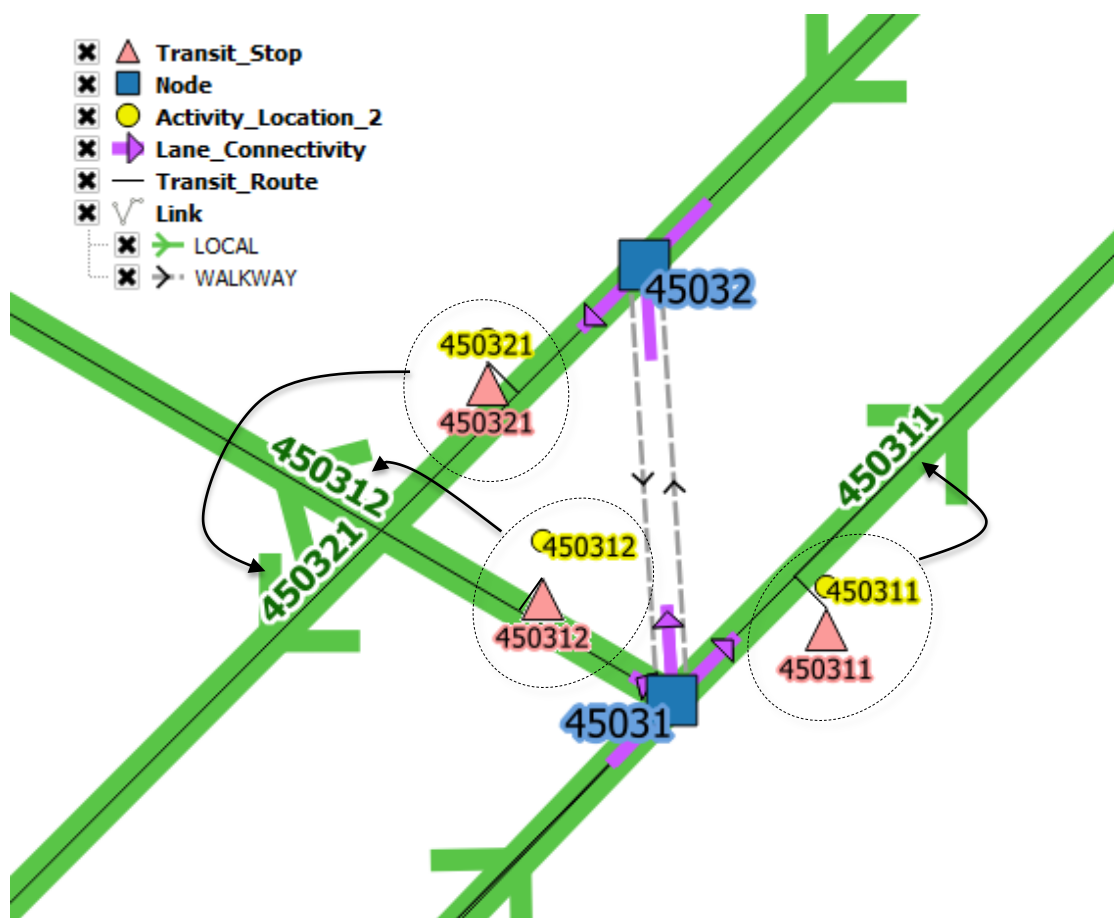 Transit_Stop
Node
Activity_Location_2
Lane_Connectivity
Transit_Route
Link
LOCAL
WALKWAY
45032
450321
450321
450311
450312
450321
450312
450312
450311
450311
45031